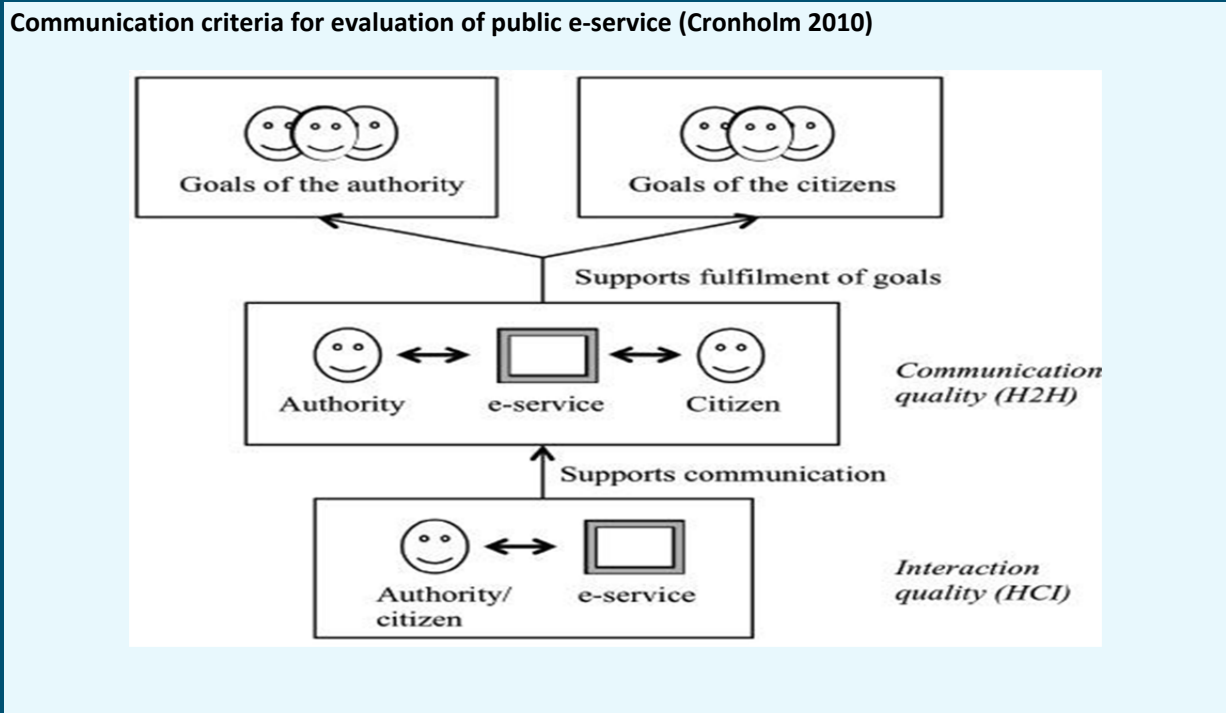 Communication criteria for evaluation of public e-service (Cronholm 2010)
Goals of the authority
Goals of the citizens
Supports fulfilment of goals
Authority
e-service
Citizen
Communication
quality (H2H)
Supports communication
Authority/
citizen
e-service
Interaction
quality (HCI)